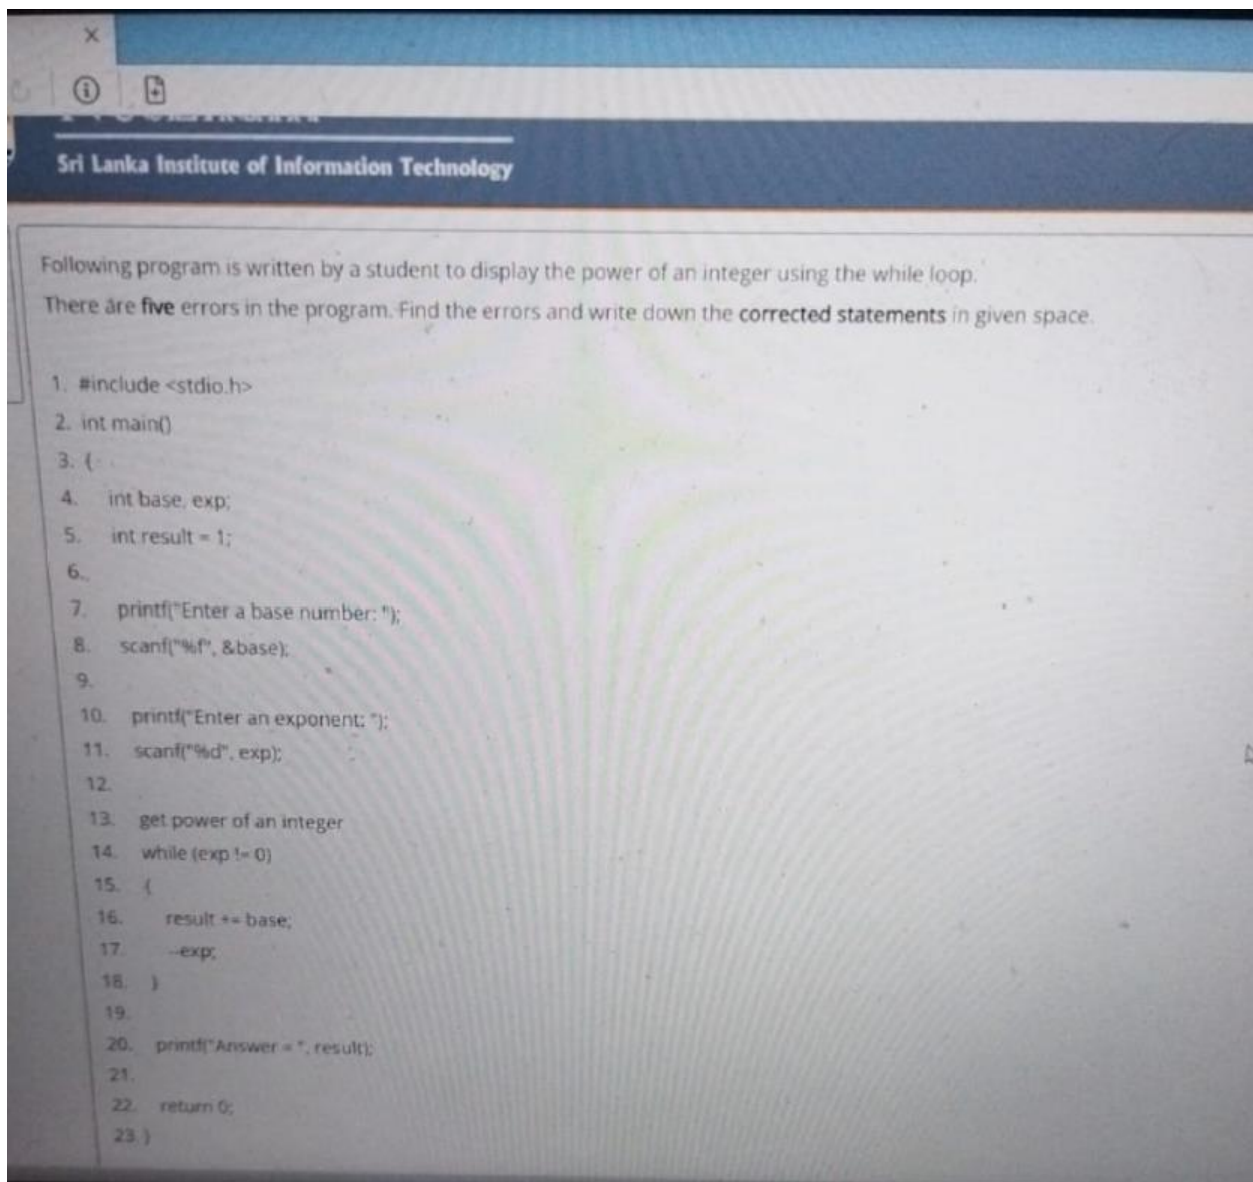 Sri Lanka Institute of Information Technology
Following program is written by a student to display the power of an integer using the while loop.
There are five errors in the program. Find the errors and write down the corrected statements in given space.
1. #include <stdio.h>
2. int main()
3. {
4. int base, exp;
5. int result = 1;
6.
7. printf("Enter a base number: ");
8. scanf("%f", &base);
9.
10. printf("Enter an exponent: ");
11. scanf("%d", exp);
12.
13. get power of an integer
14. while (exp != 0)
15. {
16. result += base;
17. --exp;
18. }
19.
20. printf("Answer = ", result);
21.
22. return 0;
23. }